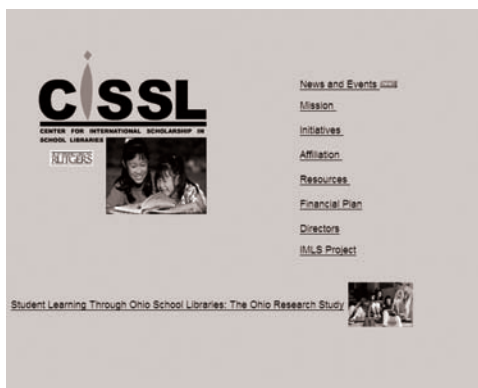 CiSSL
CENTER FOR INTERNATIONAL SCHOLARSHIP IN
SCHOOL LIBRARIES
RUTGERS
News and Events
Mission
Initiatives
Affiliation
Resources
Financial Plan
Directors
IMLS Project
Student Learning Through Ohio School Libraries: The Ohio Research Study